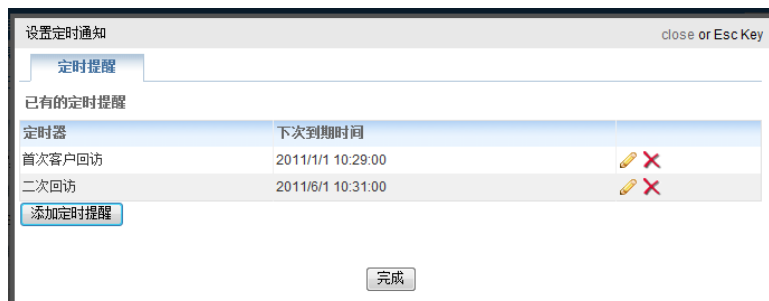 设置定时通知 close or Esc Key
定时提醒
已有的定时提醒
定时器 下次到期时间
首次客户回访 2011/1/1 10:29:00
二次回访 2011/6/1 10:31:00
添加定时提醒
完成